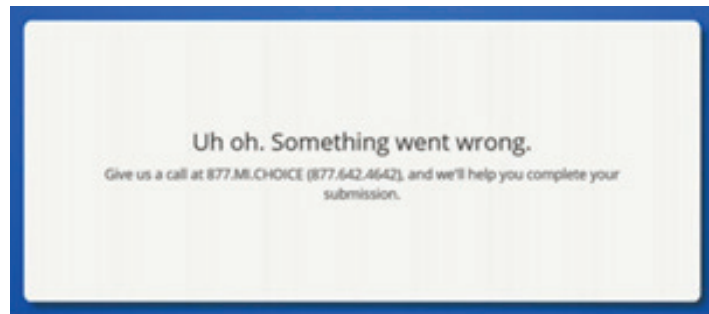 Uh oh. Something went wrong.
Give us a call at 877.MI.CHOICE (877.642.4642), and we'll help you complete your
submission.